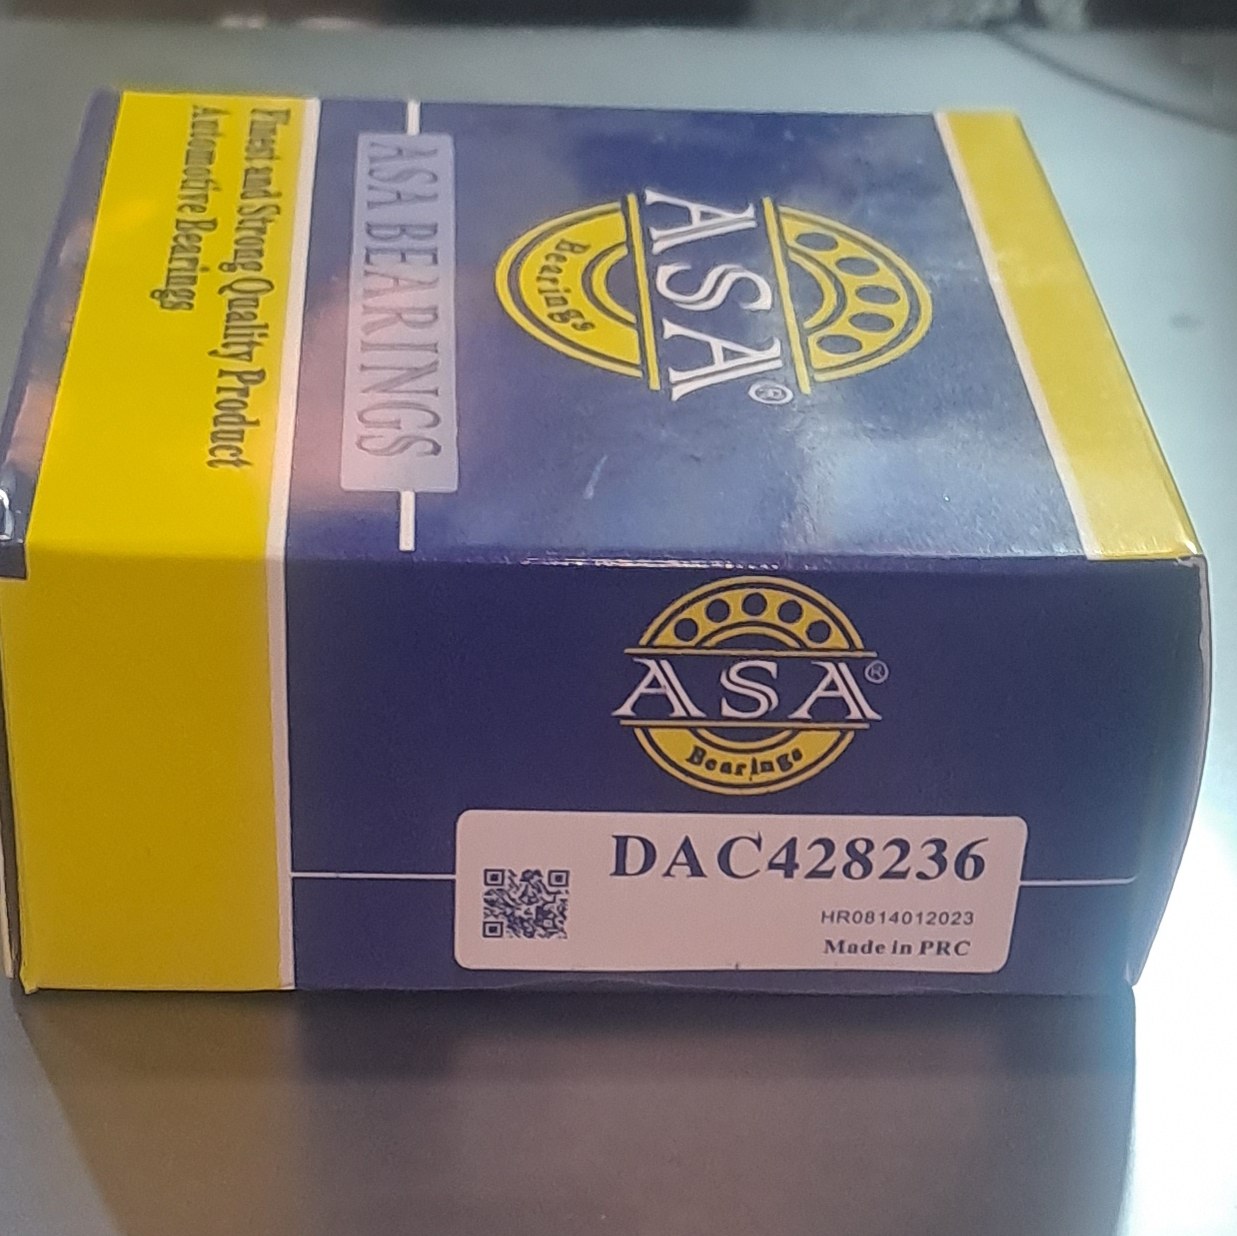 Finest and Strong Quality Product
Automotive Bearings
ASA BEARINGS
ASA®
Bearings
ASA®
Bearings
DAC428236
HR0814012023
Made in PRC